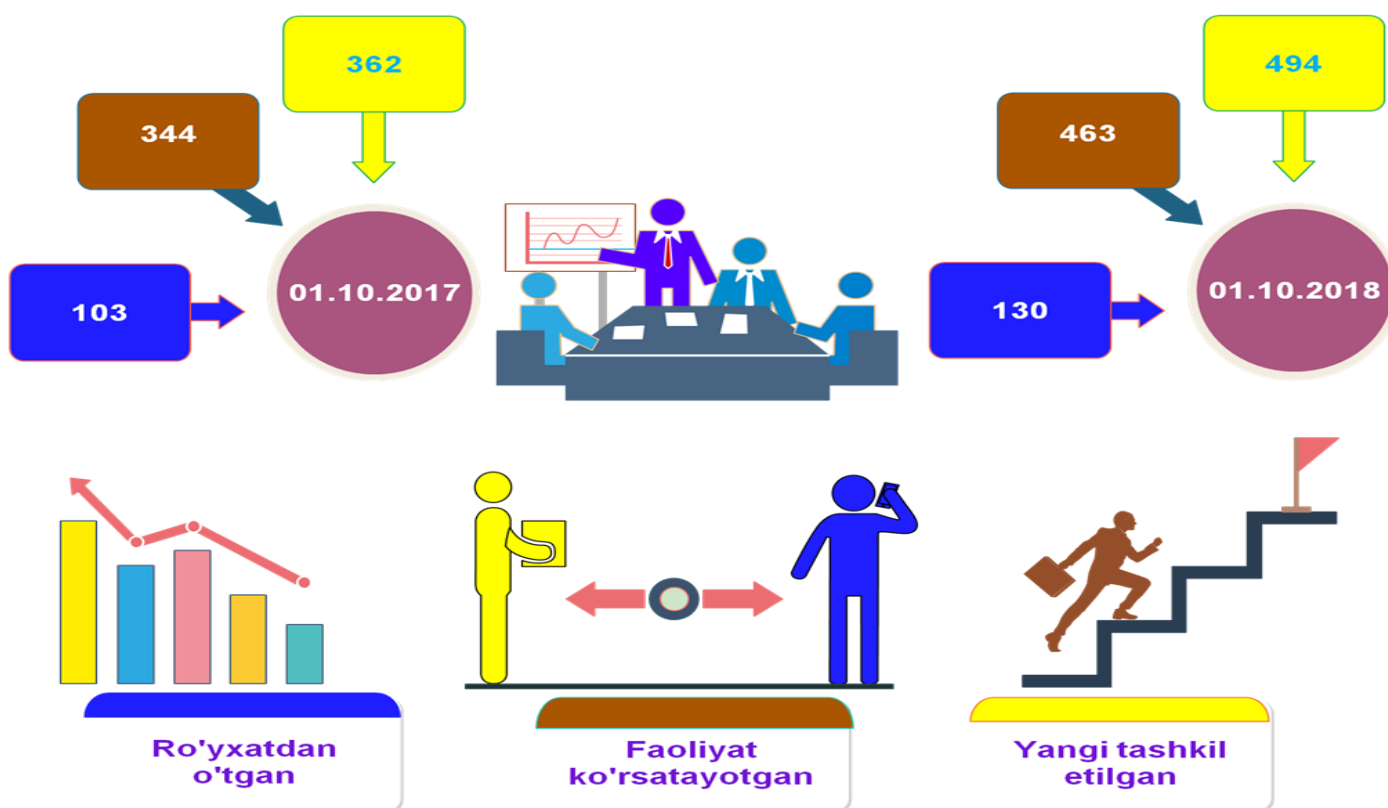 362
494
344
463
103
01.10.2017
130
01.10.2018
Ro'yxatdan
o'tgan
Faoliyat
ko'rsatayotgan
Yangi tashkil
etilgan